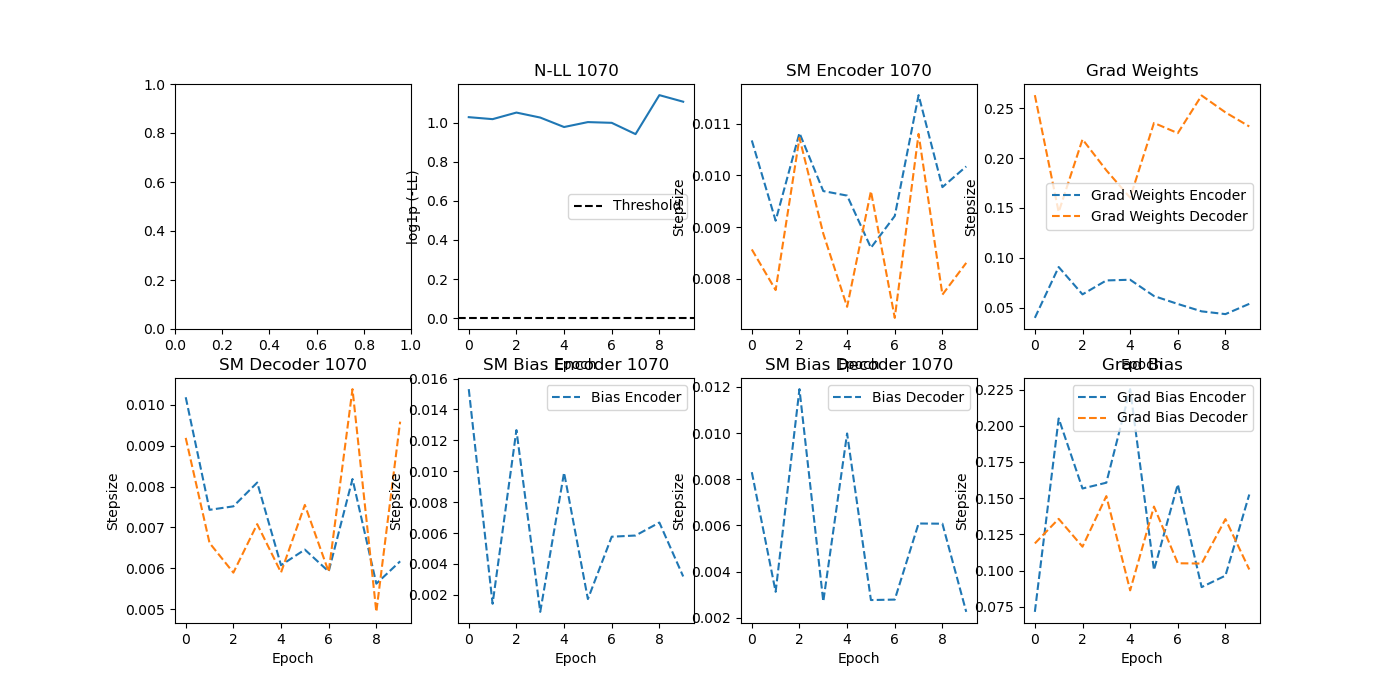 N-LL 1070
SM Encoder 1070
Grad Weights
1.0
0.8
0.6
0.4
0.2
0.0
0.0 0.2 0.4 0.6 0.8 1.0
log1p (-LL)
1.0
0.8
0.6
0.4
0.2
0.0
Threshold
0 2 4 6 8
Epoch
Stepsize
0.011
0.010
0.009
0.008
0 2 4 6 8
Epoch
Stepsize
0.25
0.20
0.15
0.10
0.05
Grad Weights Encoder
Grad Weights Decoder
0 2 4 6 8
Epoch
SM Decoder 1070
SM Bias Encoder 1070
SM Bias Decoder 1070
Grad Bias
Stepsize
0.010
0.009
0.008
0.007
0.006
0.005
0 2 4 6 8
Epoch
Stepsize
0.016
0.014
0.012
0.010
0.008
0.006
0.004
0.002
Bias Encoder
0 2 4 6 8
Epoch
Stepsize
0.012
0.010
0.008
0.006
0.004
0.002
Bias Decoder
0 2 4 6 8
Epoch
Stepsize
0.225
0.200
0.175
0.150
0.125
0.100
0.075
Grad Bias Encoder
Grad Bias Decoder
0 2 4 6 8
Epoch